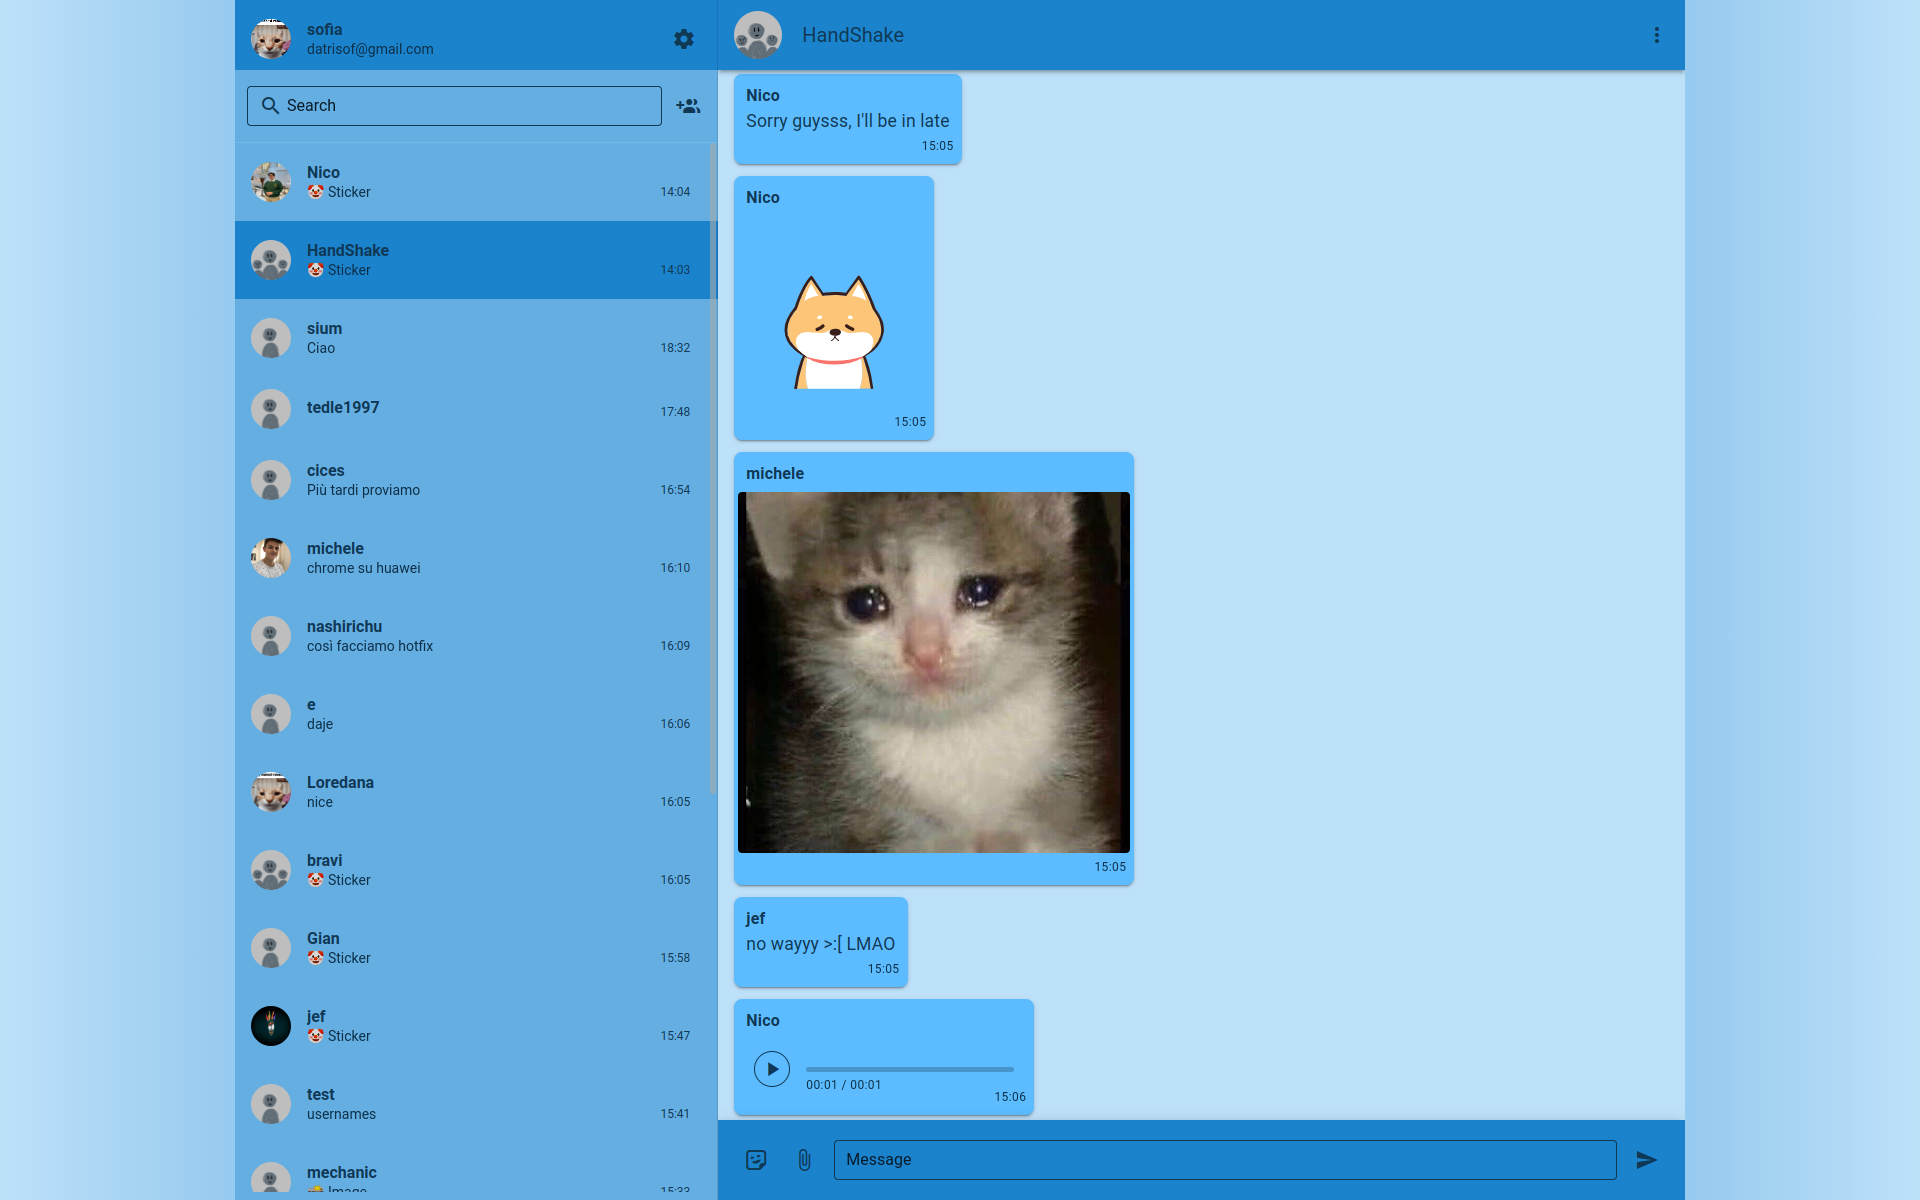 sofia
datrisof@gmail.com
Search
Nico
🤡 Sticker
14:04
HandShake
🤡 Sticker
14:03
sium
Ciao
18:32
tedle1997
17:48
cices
Più tardi proviamo
16:54
michele
chrome su huawei
16:10
nashirichu
così facciamo hotfix
16:09
e
daje
16:06
Loredana
nice
16:05
bravi
🤡 Sticker
16:05
Gian
🤡 Sticker
15:58
jef
🤡 Sticker
15:47
test
usernames
15:41
mechanic
Image
15:33
HandShake
Nico
Sorry guysss, I'll be in late
15:05
Nico
15:05
michele
15:05
jef
no wayyy >:[ LMAO
15:05
Nico
00:01 / 00:01
15:06
Message